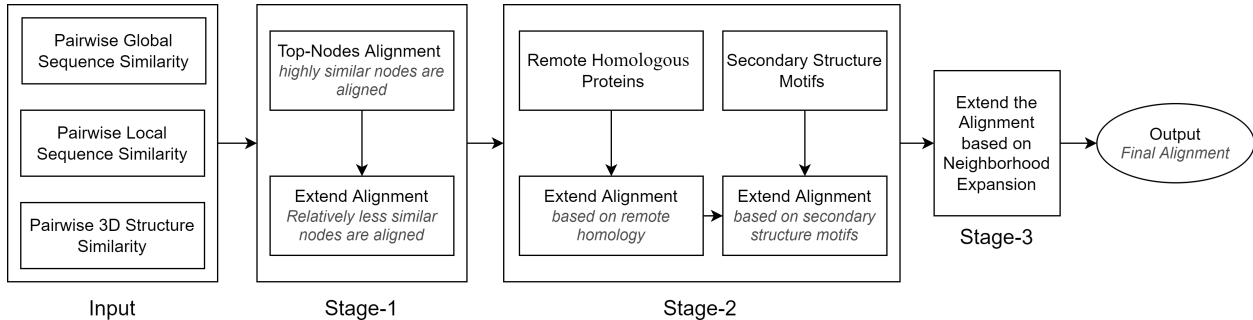 Pairwise Global
Sequence Similarity
Pairwise Local
Sequence Similarity
Pairwise 3D Structure
Similarity
Input
Top-Nodes Alignment
highly similar nodes are
aligned
Extend Alignment
Relatively less similar
nodes are aligned
Stage-1
Remote Homologous
Proteins
Secondary Structure
Motifs
Extend Alignment
based on remote
homology
Extend Alignment
based on secondary
structure motifs
Stage-2
Extend the
Alignment
based on
Neighborhood
Expansion
Stage-3
Output
Final Alignment